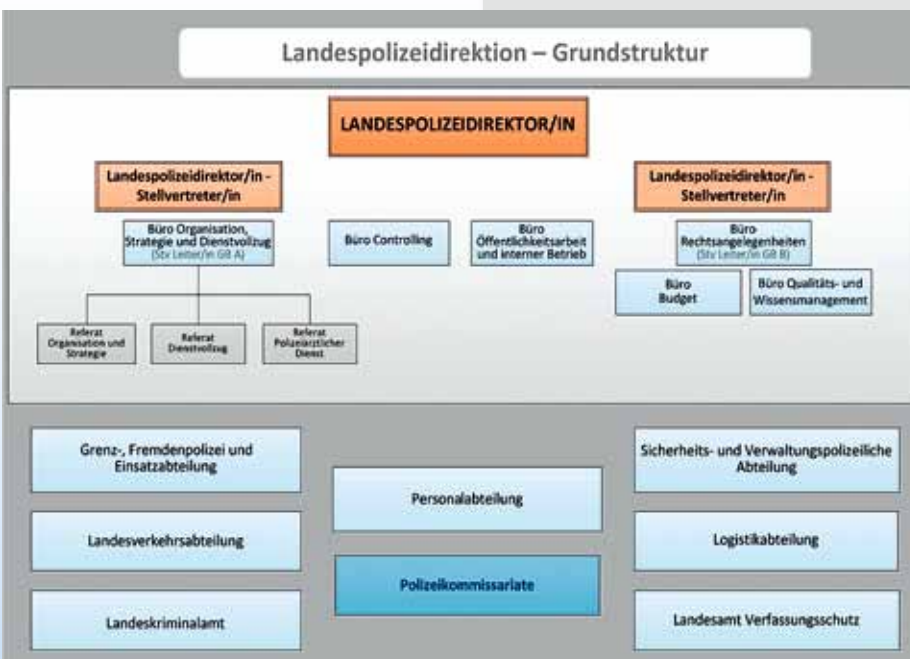 Landespolizeidirektion – Grundstruktur
LANDESPOLIZEIDIREKTOR/IN
Landespolizeidirektor/in -
Stellvertreter/in
Landespolizeidirektor/in -
Stellvertreter/in
Büro Organisation,
Strategie und Dienstvollzug
(Stv Leiter/in GB A)
Büro Controlling
Büro
Öffentlichkeitsarbeit
und interner Betrieb
Büro
Rechtsangelegenheiten
(Stv Leiter/in GB B)
Büro
Budget
Büro Qualitäts- und
Wissensmanagement
Referat
Organisation und
Strategie
Referat
Dienstvollzug
Referat
Polizeiärztlicher
Dienst
Grenz-, Fremdenpolizei und
Einsatzabteilung
Personalabteilung
Sicherheits- und Verwaltungspolizeiliche
Abteilung
Landesverkehrsabteilung
Polizeikommissariate
Logistikabteilung
Landeskriminalamt
Landesamt Verfassungsschutz